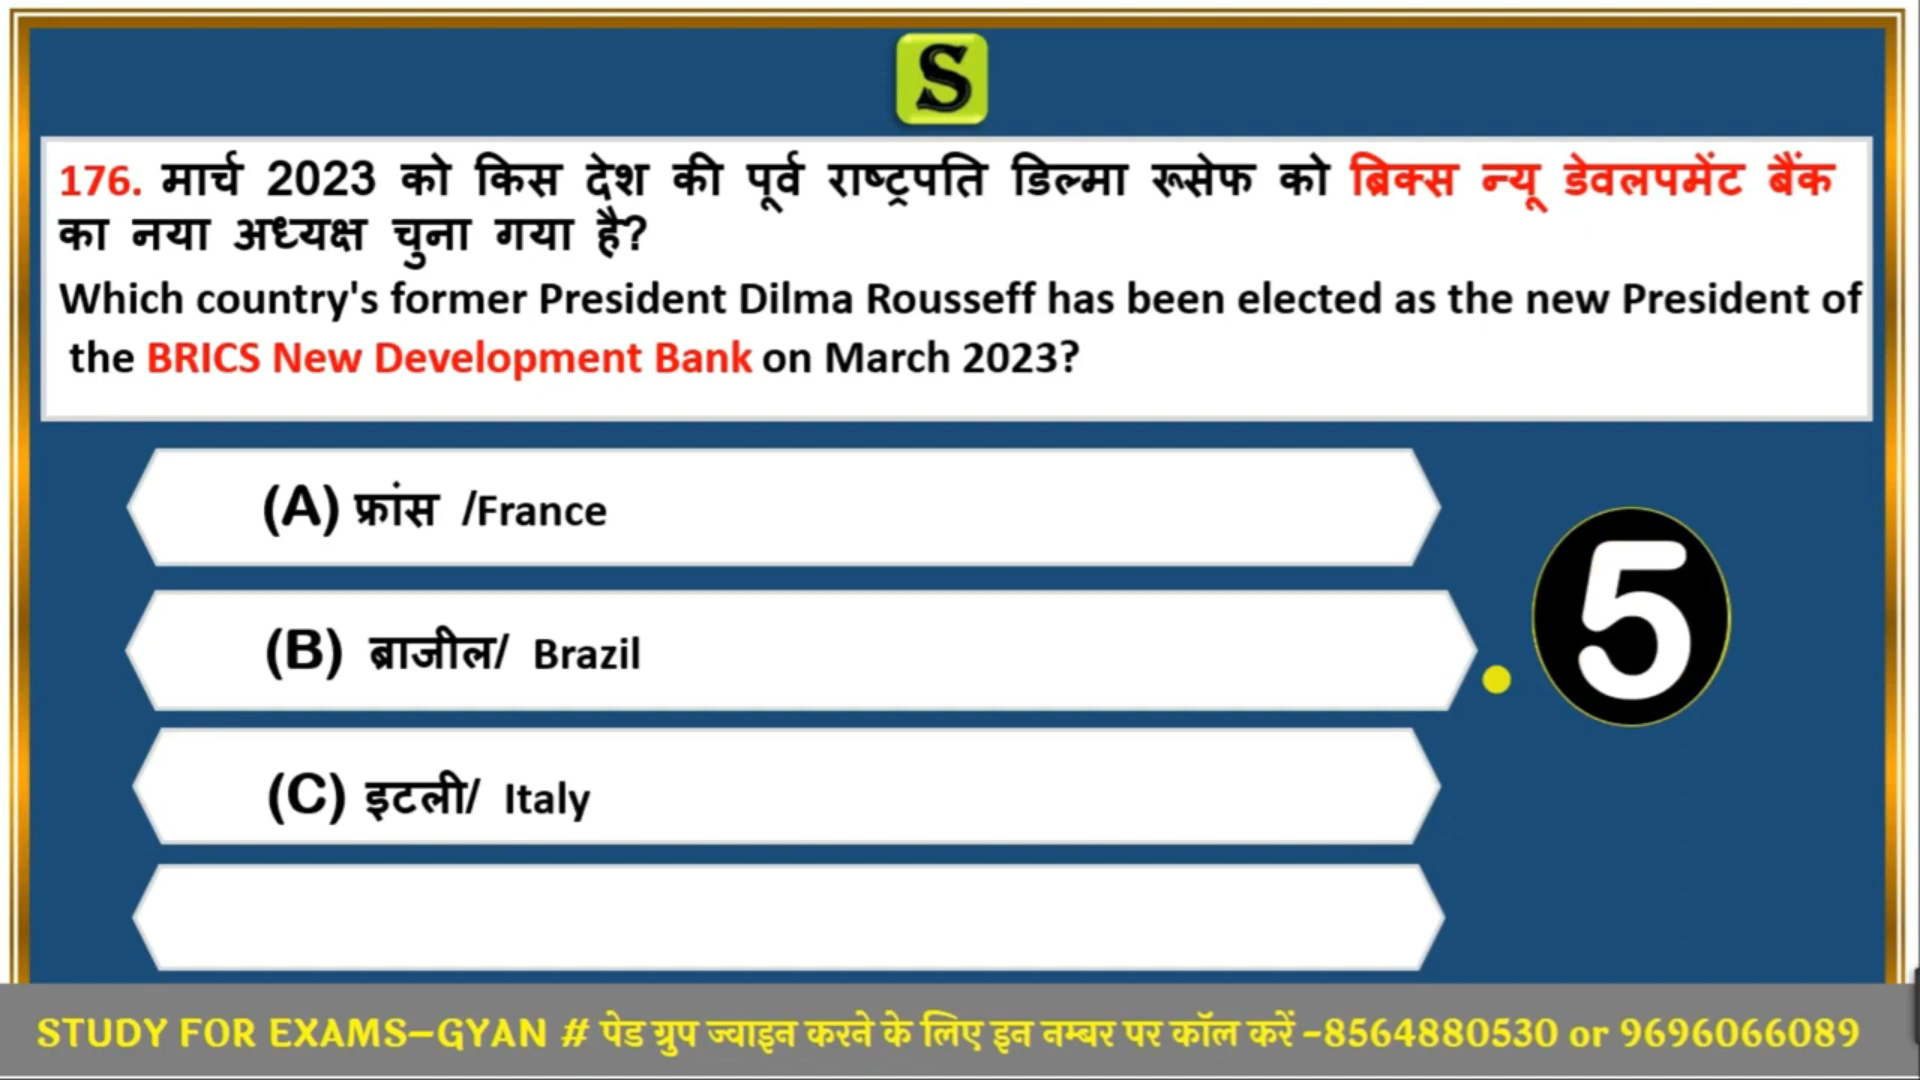 S
176. मार्च 2023 को किस देश की पूर्व राष्ट्रपति डिल्मा रूसेफ को ब्रिक्स न्यू डेवलपमेंट बैंक
का नया अध्यक्ष चुना गया है?
Which country's former President Dilma Rousseff has been elected as the new President of
the BRICS New Development Bank on March 2023?
(A) फ्रांस /France
(B) ब्राजील/ Brazil
5
(C) इटली/ Italy
STUDY FOR EXAMS–GYAN # पेड ग्रुप ज्वाइन करने के लिए इन नम्बर पर कॉल करें -8564880530 or 9696066089